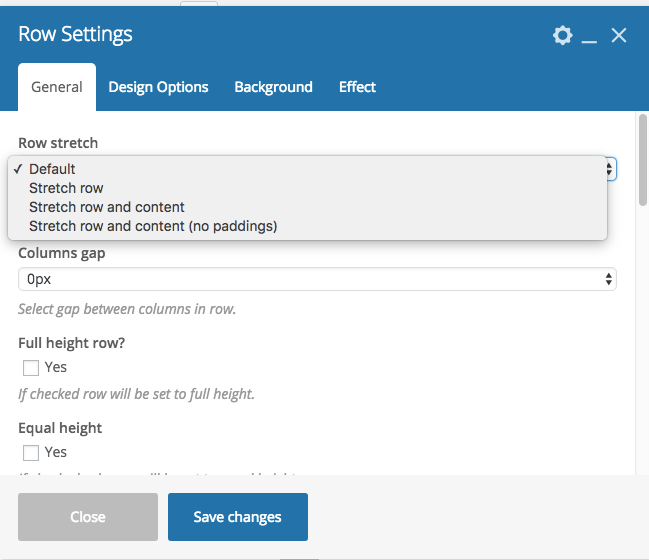 Row Settings
General Design Options Background Effect
Row stretch
✓ Default
Stretch row
Stretch row and content
Stretch row and content (no paddings)
Columns gap
0px
Select gap between columns in row.
Full height row?
Yes
If checked row will be set to full height.
Equal height
Yes
Close Save changes